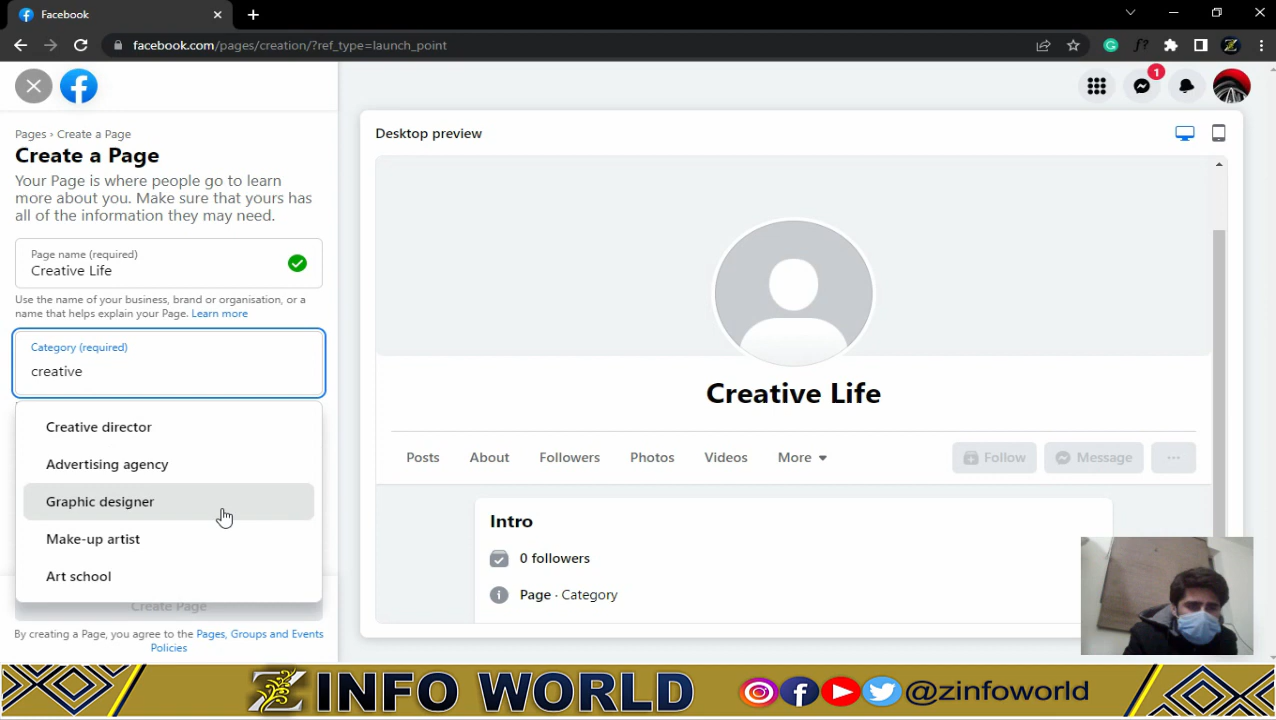 Facebook
facebook.com/pages/creation/?ref_type=launch_point
1
Pages › Create a Page
Create a Page
Your Page is where people go to learn
more about you. Make sure that yours has
all of the information they may need.
Page name (required)
Creative Life
Use the name of your business, brand or organisation, or a
name that helps explain your Page. Learn more
Category (required)
creative
Creative director
Advertising agency
Graphic designer
Make-up artist
Art school
Create Page
By creating a Page, you agree to the Pages, Groups and Events
Policies
Desktop preview
Creative Life
Posts About Followers Photos Videos More Follow Message ...
Intro
0 followers
Page · Category
Z INFO WORLD @zinfoworld